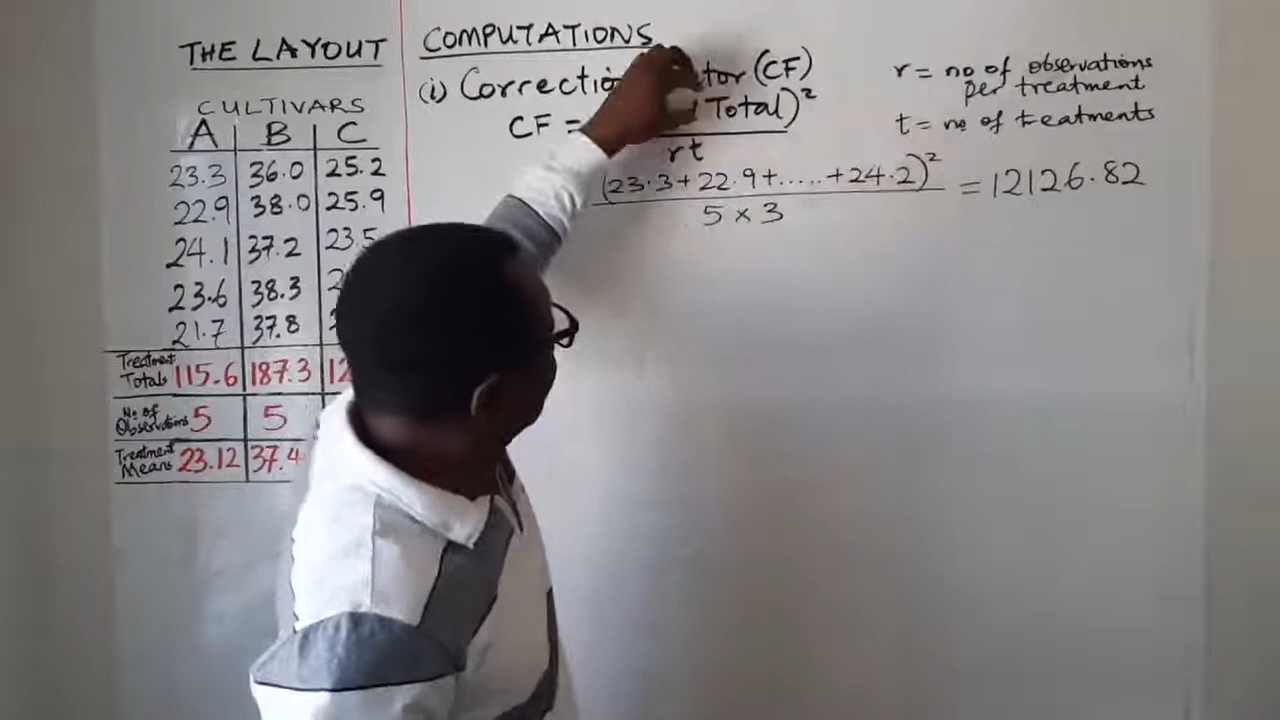 THE LAYOUT
CULTIVARS
A B C
23.3 36.0 25.2
22.9 38.0 25.9
24.1 37.2 23.5
23.6 38.3
21.7 37.8
Treatment Totals 115.6 187.3
No of Observations 5 5
Treatment Means 23.12 37.4
COMPUTATIONS
(i) Correction (CF)
CF = Total)²
rt
(23.3+22.9+.....+24.2)² = 12126.82
5 × 3
r = no of observations
per treatment
t = no of treatments